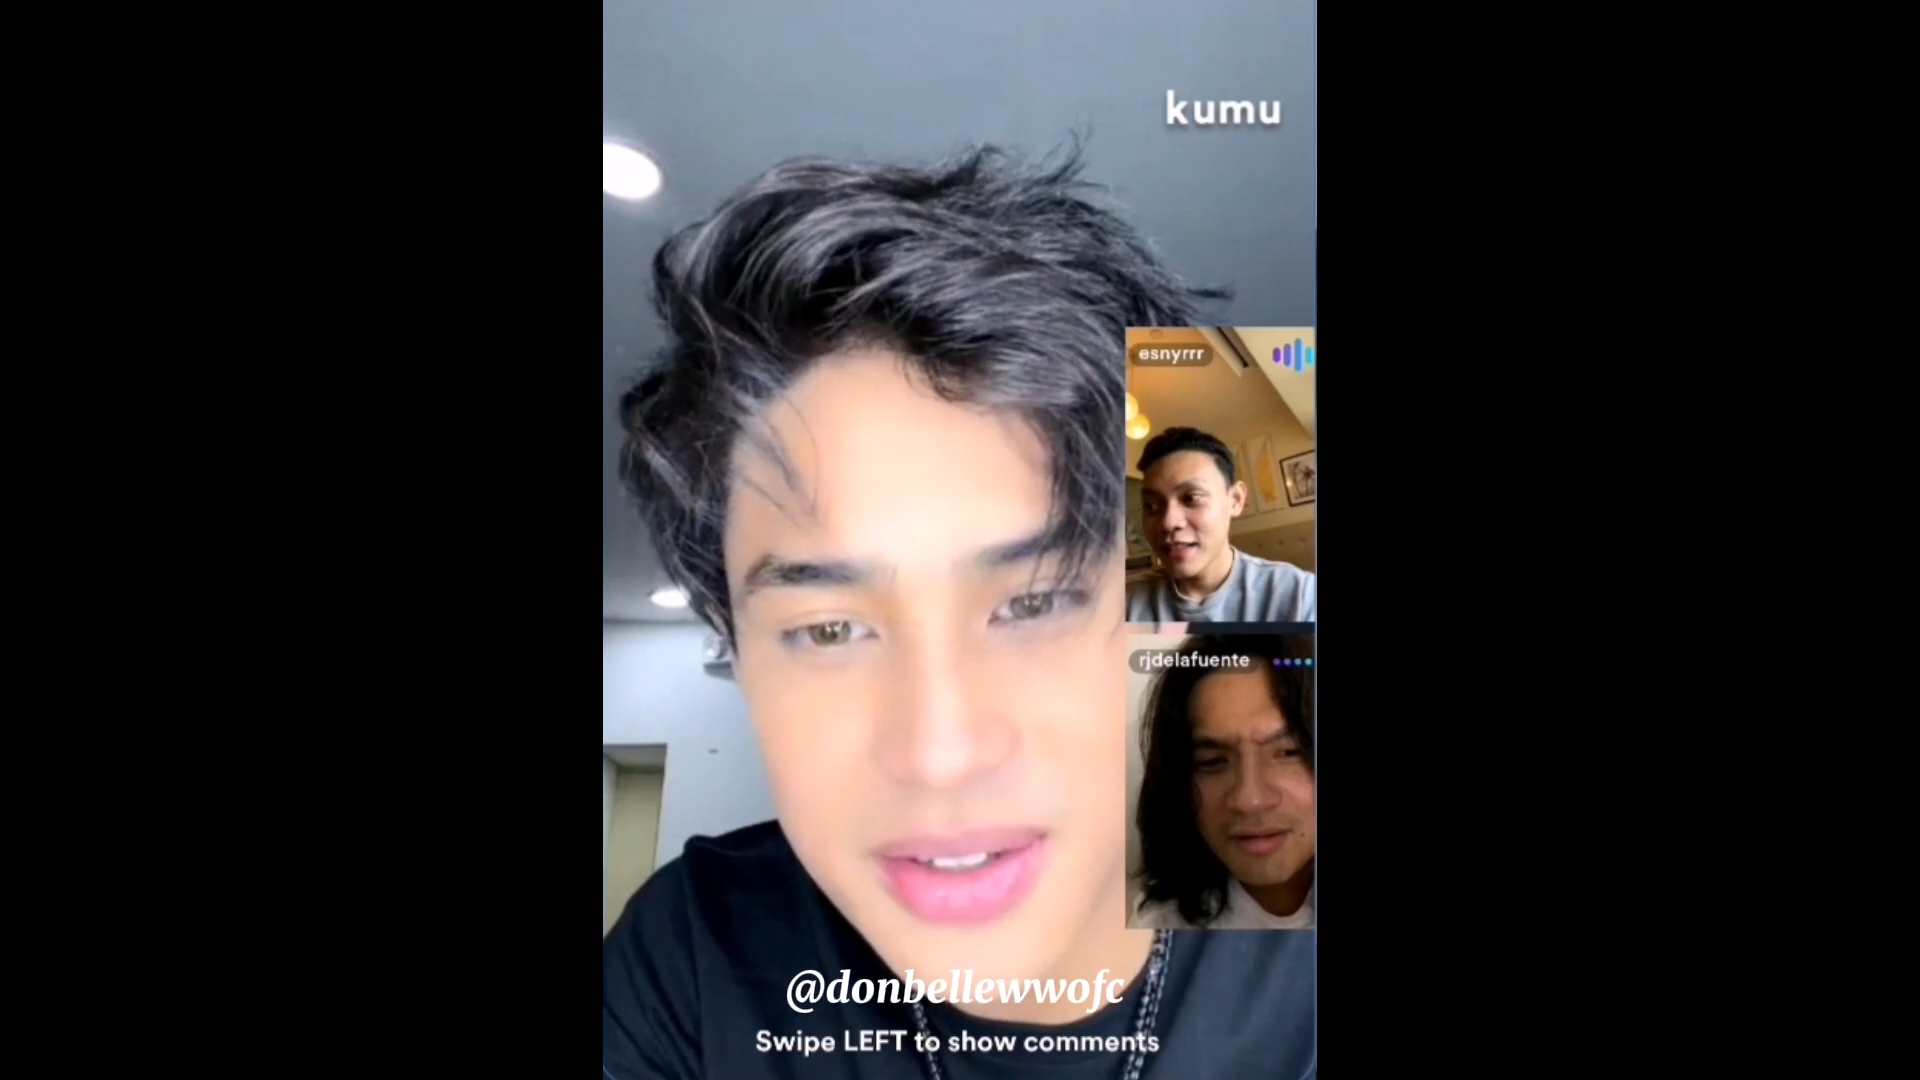 kumu
esnyrrr
rjdelafuente
@donbellewwofc
Swipe LEFT to show comments